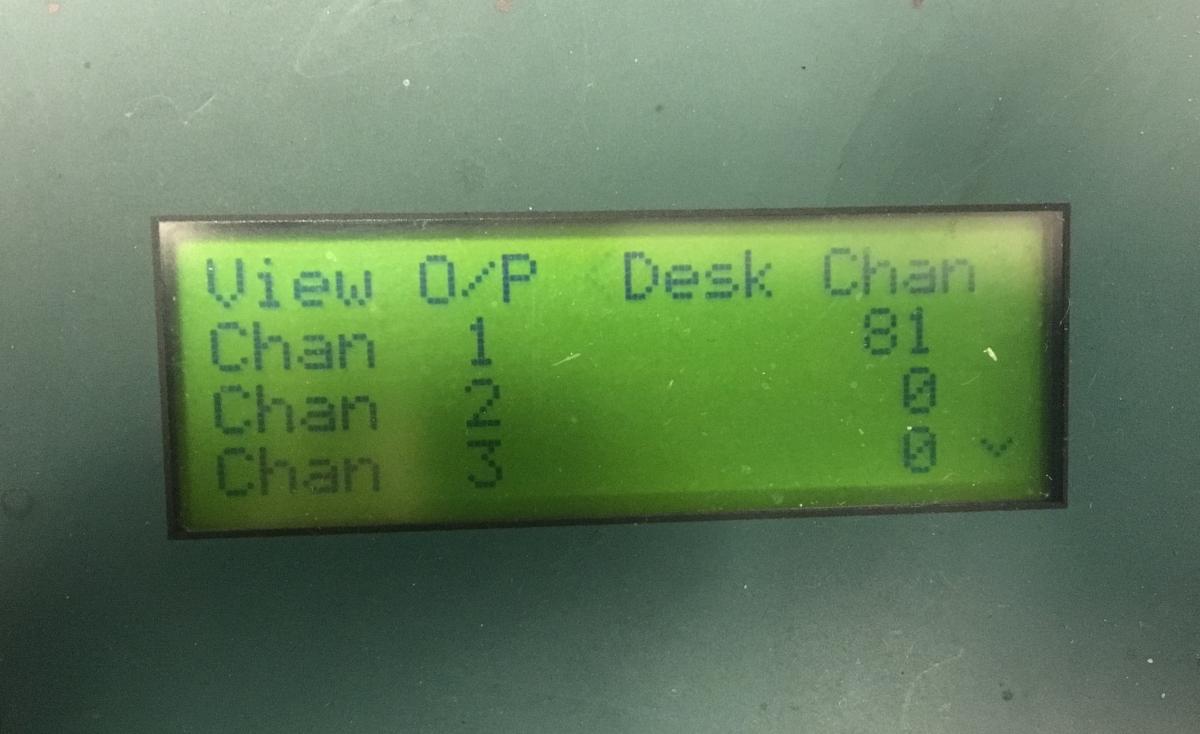 View O/P Desk Chan
Chan 1 81
Chan 2 0
Chan 3 0